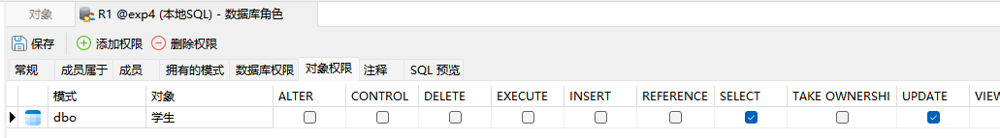 对象 R1 @exp4 (本地SQL) - 数据库角色
保存 添加权限 删除权限
常规 成员属于 成员 拥有的模式 数据库权限 对象权限 注释 SQL 预览
模式 对象 ALTER CONTROL DELETE EXECUTE INSERT REFERENCE SELECT TAKE OWNERSHI UPDATE VIEW
dbo 学生